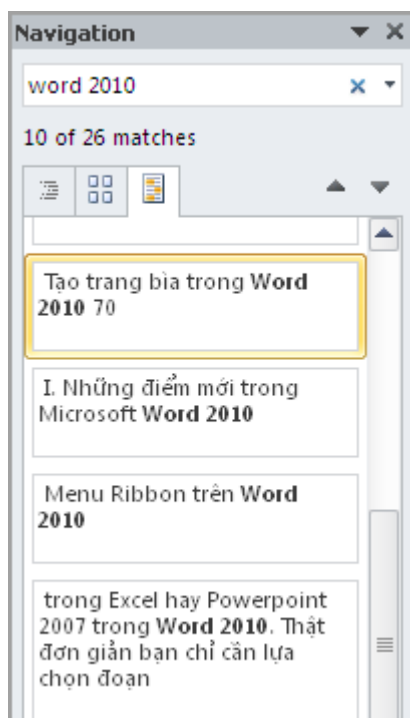 Navigation
word 2010
10 of 26 matches
Tạo trang bìa trong Word
2010 70
I. Những điểm mới trong
Microsoft Word 2010
Menu Ribbon trên Word
2010
trong Excel hay Powerpoint
2007 trong Word 2010. Thật
đơn giản bạn chỉ cần lựa
chọn đoạn